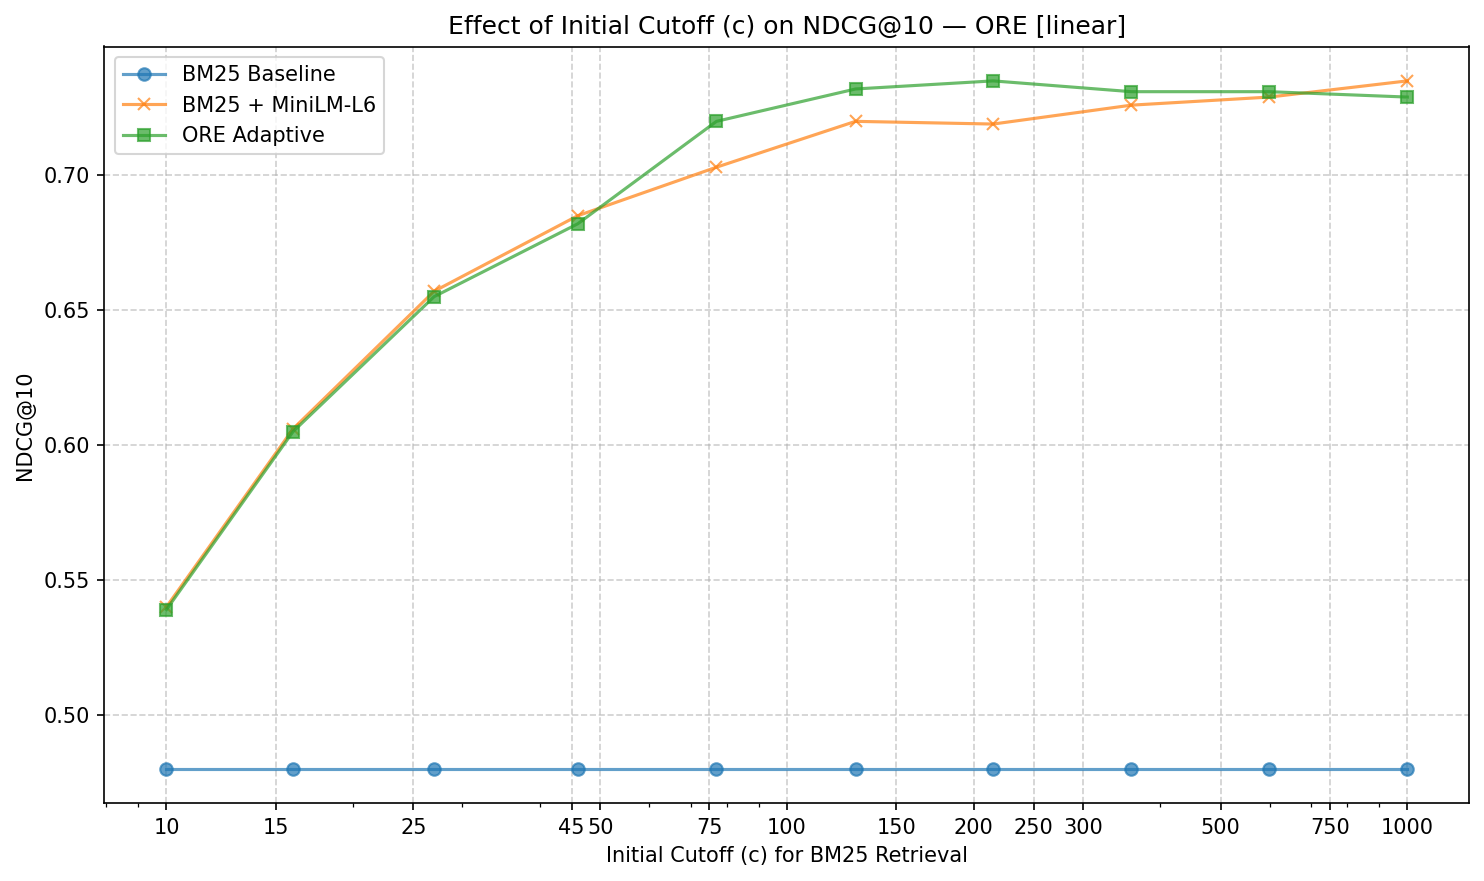 Effect of Initial Cutoff (c) on NDCG@10 — ORE [linear]
BM25 Baseline
BM25 + MiniLM-L6
ORE Adaptive
NDCG@10
0.70
0.65
0.60
0.55
0.50
10 15 25 45 50 75 100 150 200 250 300 500 750 1000
Initial Cutoff (c) for BM25 Retrieval